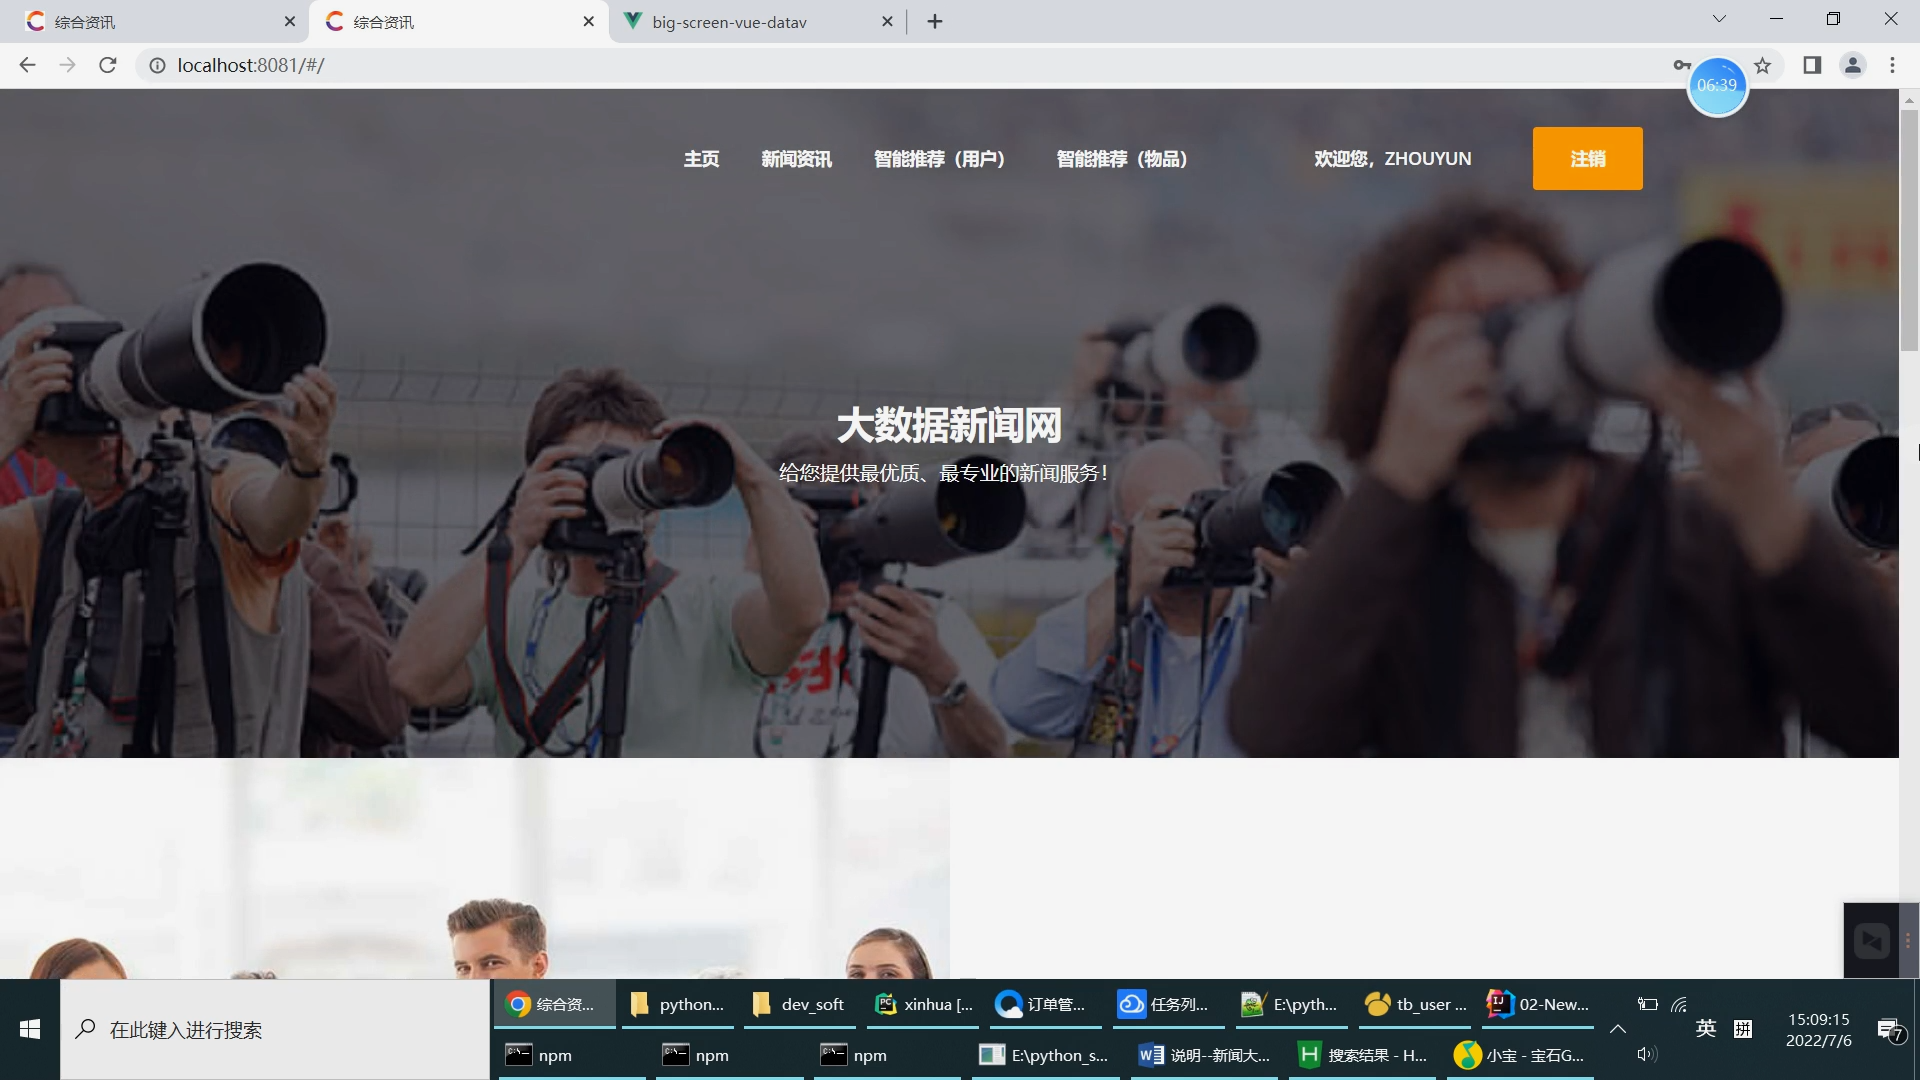 综合资讯
综合资讯
big-screen-vue-datav
localhost:8081/#/
06:39
主页
新闻资讯
智能推荐（用户）
智能推荐（物品）
欢迎您，ZHOUYUN
注销
大数据新闻网
给您提供最优质、最专业的新闻服务！
在此键入进行搜索
综合资...
python...
dev_soft
xinhua [...
订单管...
任务列...
E:\pyth...
tb_user ...
02-New...
npm
npm
npm
E:\python_s...
说明--新闻大...
搜索结果 - H...
小宝 - 宝石G...
英
拼
15:09:15
2022/7/6
7